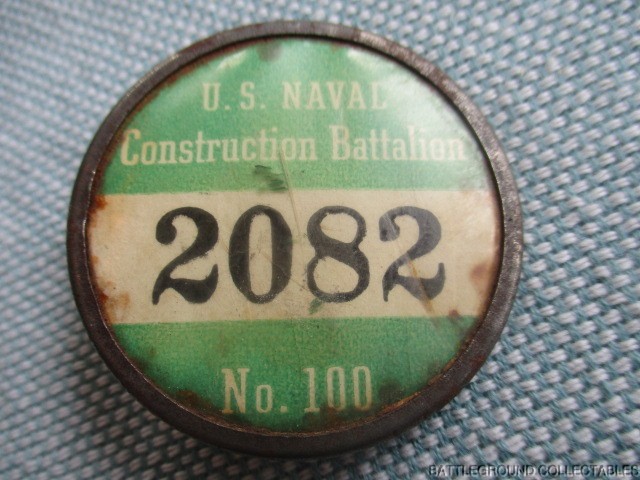 U.S. NAVAL
Construction Battalion
2082
No. 100
BATTLEGROUND COLLECTABLES